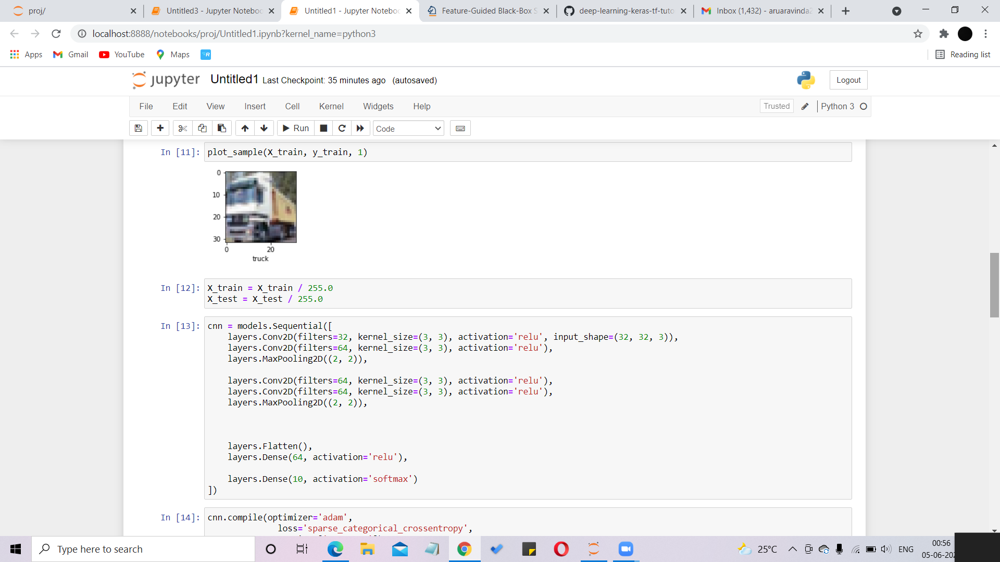 proj/
Untitled3 - Jupyter Noteboo
Untitled1 - Jupyter Noteboo
Feature-Guided Black-Box S
deep-learning-keras-tf-tuto
Inbox (1,432) - aruaravinda2
localhost:8888/notebooks/proj/Untitled1.ipynb?kernel_name=python3
Apps
Gmail
YouTube
Maps
Reading list
jupyter Untitled1 Last Checkpoint: 35 minutes ago (autosaved)
Logout
File Edit View Insert Cell Kernel Widgets Help
Trusted
Python 3
Run
Code
In [11]: plot_sample(X_train, y_train, 1)
0
10
20
30
0 20
truck
In [12]: X_train = X_train / 255.0
X_test = X_test / 255.0
In [13]: cnn = models.Sequential([
layers.Conv2D(filters=32, kernel_size=(3, 3), activation='relu', input_shape=(32, 32, 3)),
layers.Conv2D(filters=64, kernel_size=(3, 3), activation='relu'),
layers.MaxPooling2D((2, 2)),
layers.Conv2D(filters=64, kernel_size=(3, 3), activation='relu'),
layers.Conv2D(filters=64, kernel_size=(3, 3), activation='relu'),
layers.MaxPooling2D((2, 2)),
layers.Flatten(),
layers.Dense(64, activation='relu'),
layers.Dense(10, activation='softmax')
])
In [14]: cnn.compile(optimizer='adam',
loss='sparse_categorical_crossentropy',
Type here to search
25°C
ENG
00:56
05-06-20